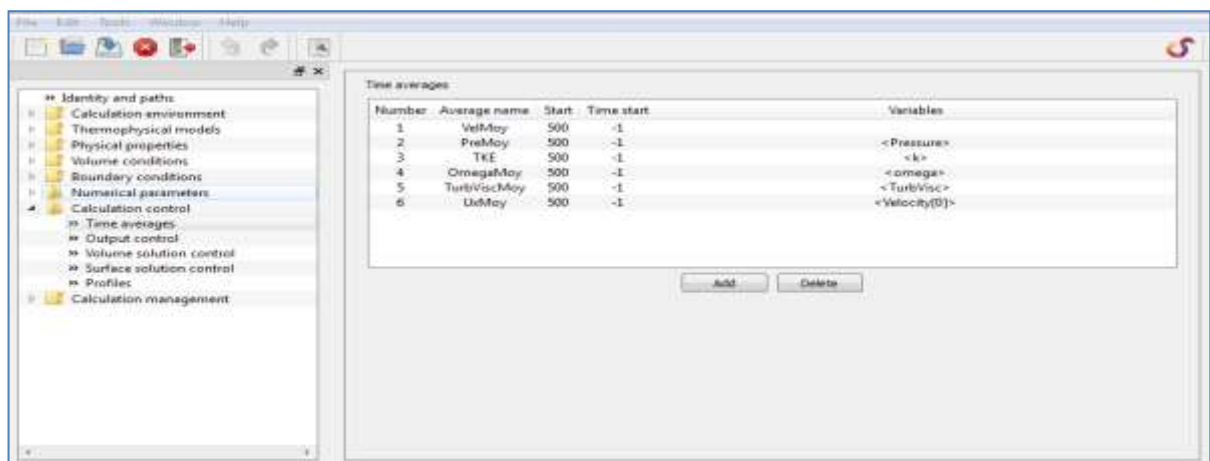 File Edit Tools Window Help
Identity and paths
Calculation environment
Thermophysical models
Physical properties
Volume conditions
Boundary conditions
Numerical parameters
Calculation control
Time averages
Output control
Volume solution control
Surface solution control
Profiles
Calculation management
Time averages
Number Average name Start Time start Variables
1 VelMoy 500 -1
2 PreMoy 500 -1 <Pressure>
3 TKE 500 -1 <k>
4 OmegaMoy 500 -1 <omega>
5 TurbViscMoy 500 -1 <TurbVisc>
6 UxMoy 500 -1 <Velocity[0]>
Add Delete